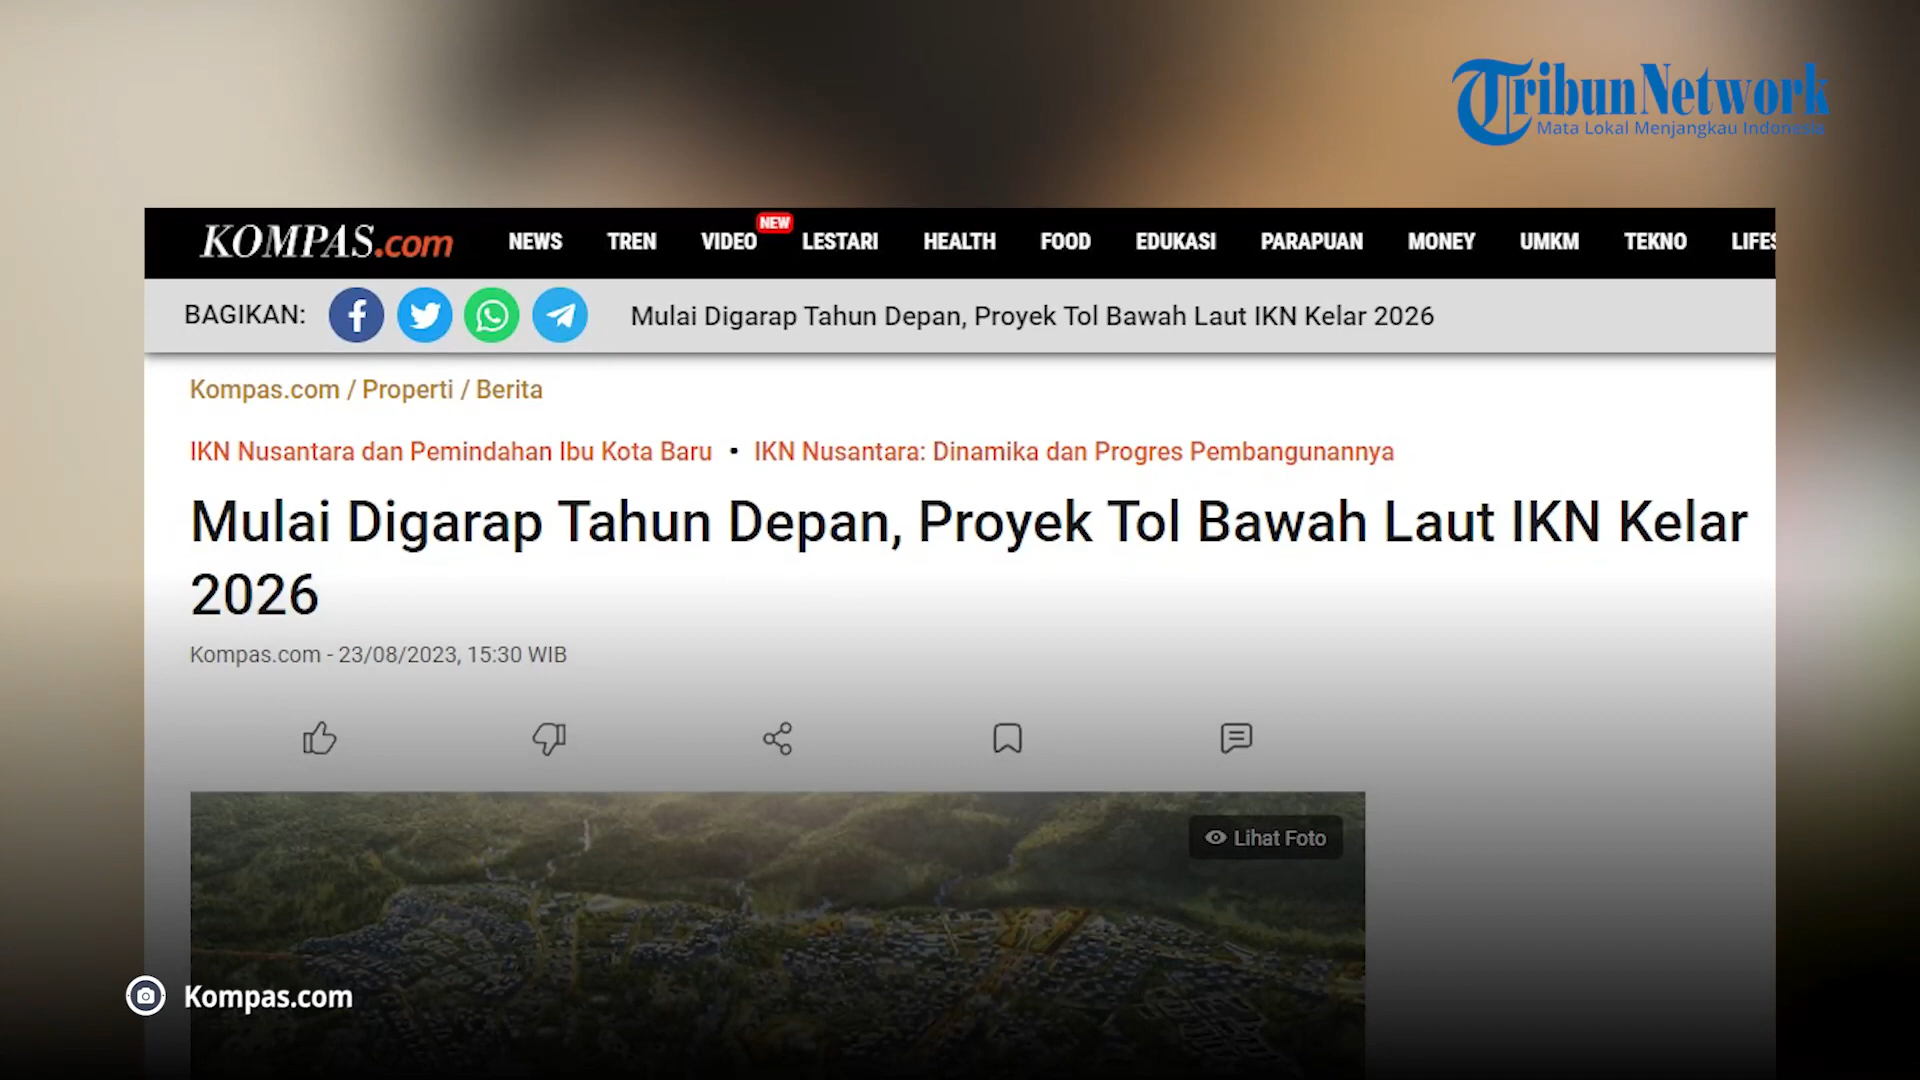 TribunNetwork
Mata Lokal Menjangkau Indonesia
KOMPAS.com NEWS TREN VIDEO NEW LESTARI HEALTH FOOD EDUKASI PARAPUAN MONEY UMKM TEKNO LIFES
BAGIKAN: Mulai Digarap Tahun Depan, Proyek Tol Bawah Laut IKN Kelar 2026
Kompas.com / Properti / Berita
IKN Nusantara dan Pemindahan Ibu Kota Baru • IKN Nusantara: Dinamika dan Progres Pembangunannya
Mulai Digarap Tahun Depan, Proyek Tol Bawah Laut IKN Kelar
2026
Kompas.com - 23/08/2023, 15:30 WIB
Lihat Foto
Kompas.com